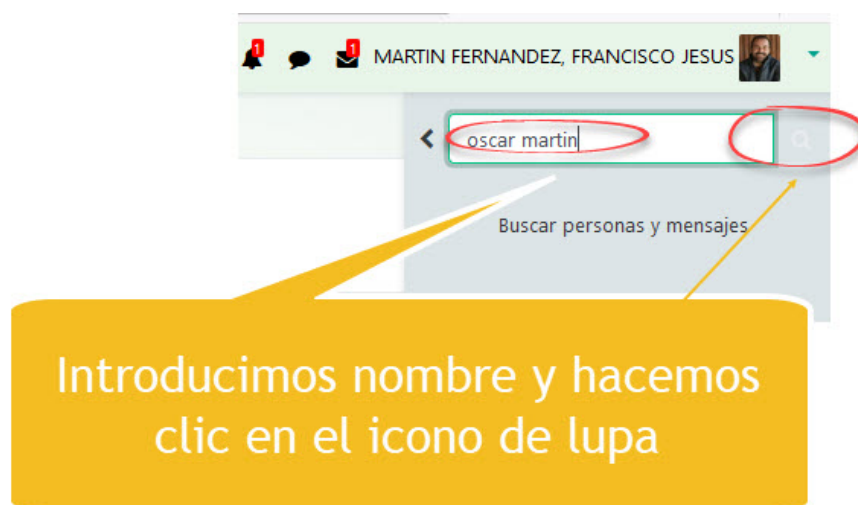 1
1
MARTIN FERNANDEZ, FRANCISCO JESUS
oscar martin
Buscar personas y mensajes
Introducimos nombre y hacemos
clic en el icono de lupa